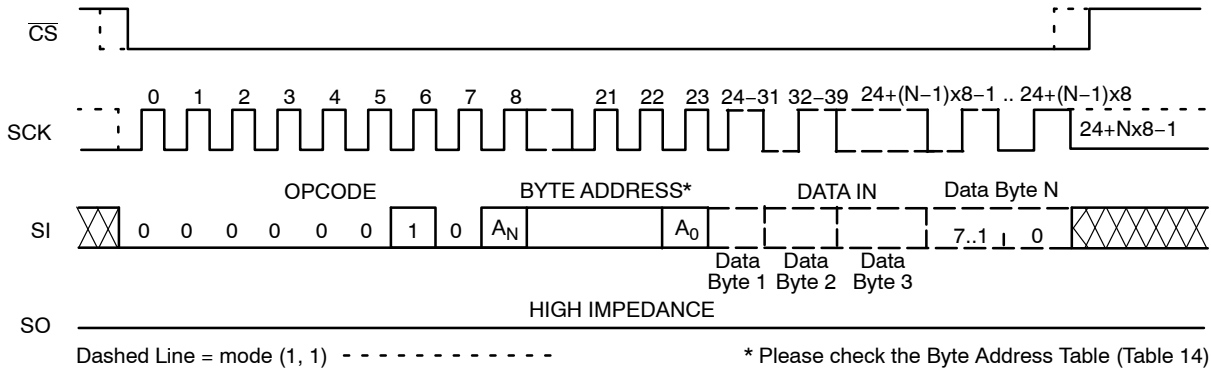 CS
0 1 2 3 4 5 6 7 8 21 22 23 24−31 32−39 24+(N−1)x8−1 .. 24+(N−1)x8
SCK
24+Nx8−1
OPCODE BYTE ADDRESS* DATA IN Data Byte N
SI 0 0 0 0 0 0 1 0 AN A0 7..1 0
Data Byte 1
Data Byte 2
Data Byte 3
HIGH IMPEDANCE
SO
Dashed Line = mode (1, 1) * Please check the Byte Address Table (Table 14)